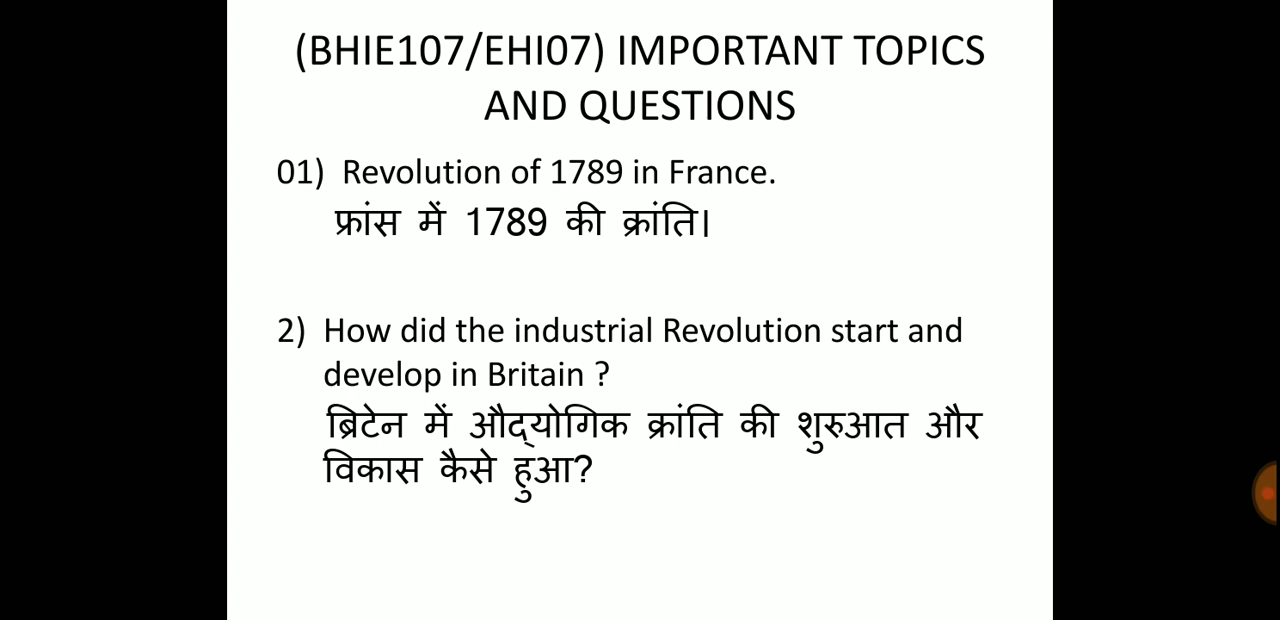 (BHIE107/EHI07) IMPORTANT TOPICS
AND QUESTIONS
01) Revolution of 1789 in France.
फ्रांस में 1789 की क्रांति।
2) How did the industrial Revolution start and
develop in Britain ?
ब्रिटेन में औद्‌योगिक क्रांति की शुरुआत और
विकास कैसे हुआ?